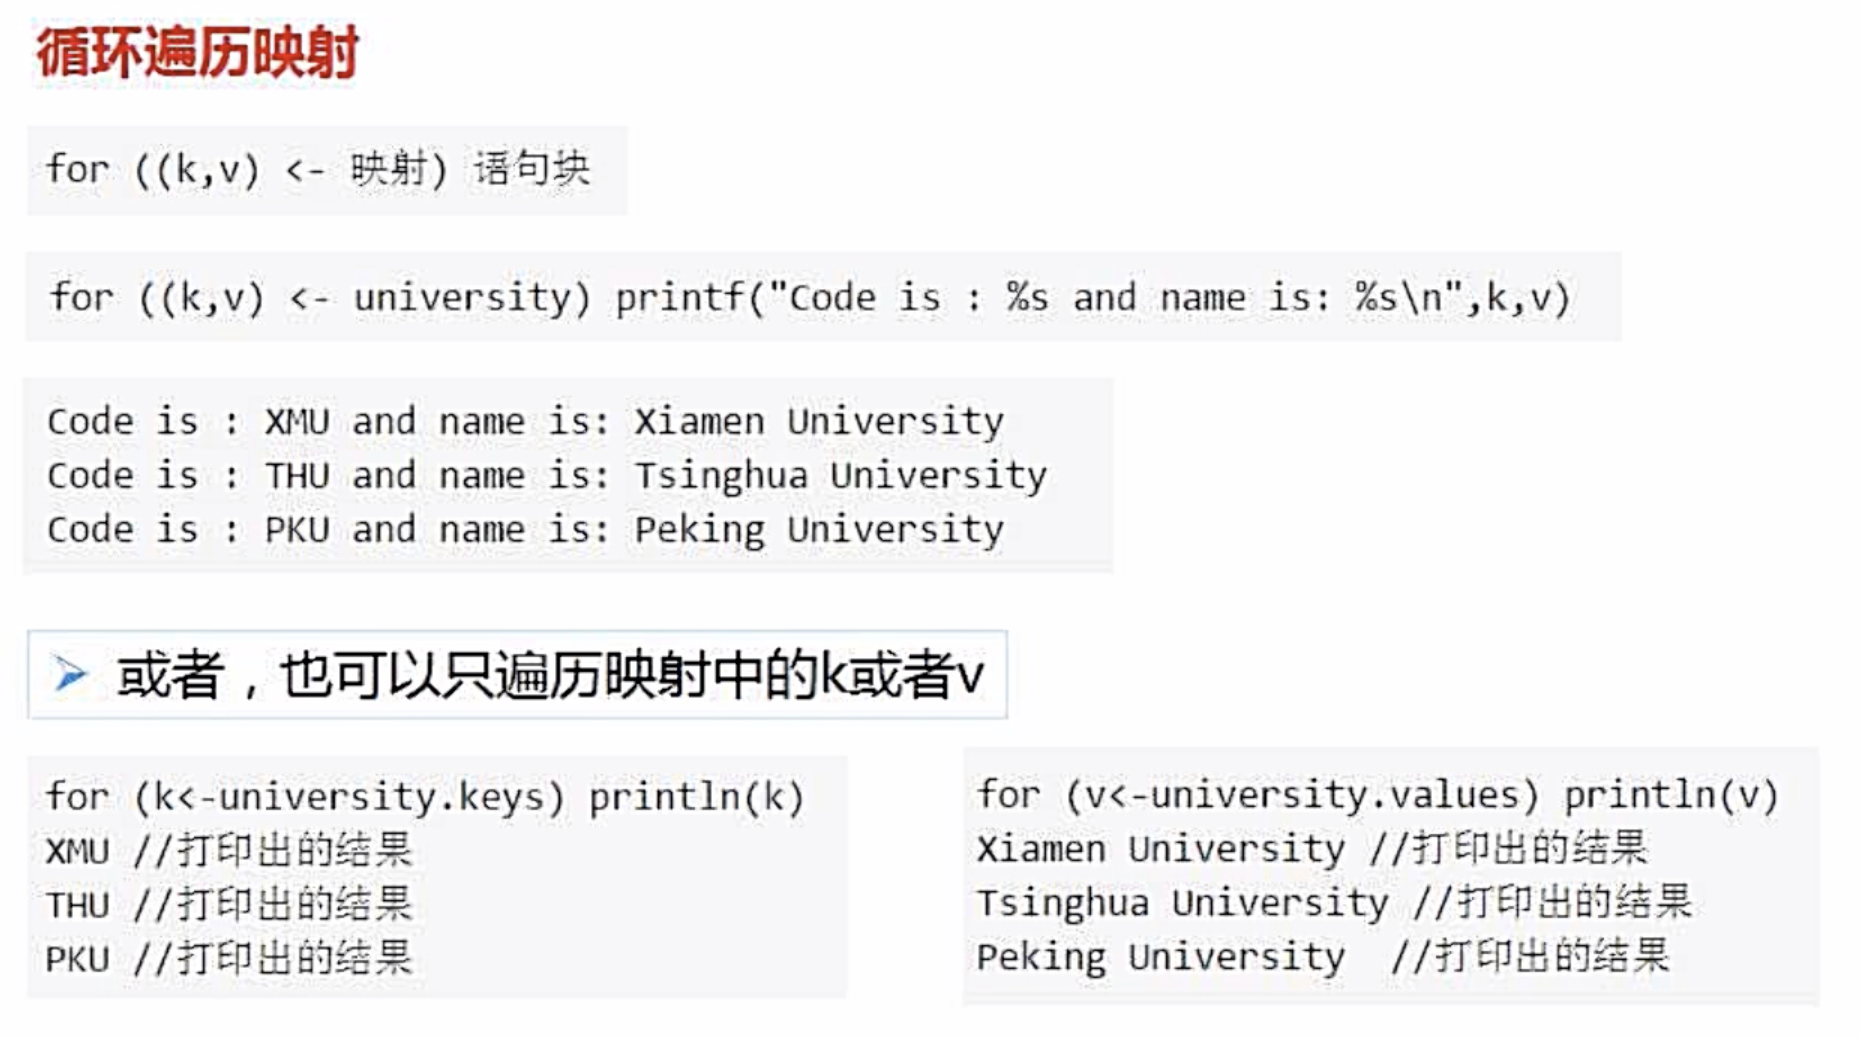 循环遍历映射
for ((k,v) <- 映射) 语句块
for ((k,v) <- university) printf("Code is : %s and name is: %s\n",k,v)
Code is : XMU and name is: Xiamen University
Code is : THU and name is: Tsinghua University
Code is : PKU and name is: Peking University
或者，也可以只遍历映射中的k或者v
for (k<-university.keys) println(k)
XMU //打印出的结果
THU //打印出的结果
PKU //打印出的结果
for (v<-university.values) println(v)
Xiamen University //打印出的结果
Tsinghua University //打印出的结果
Peking University  //打印出的结果